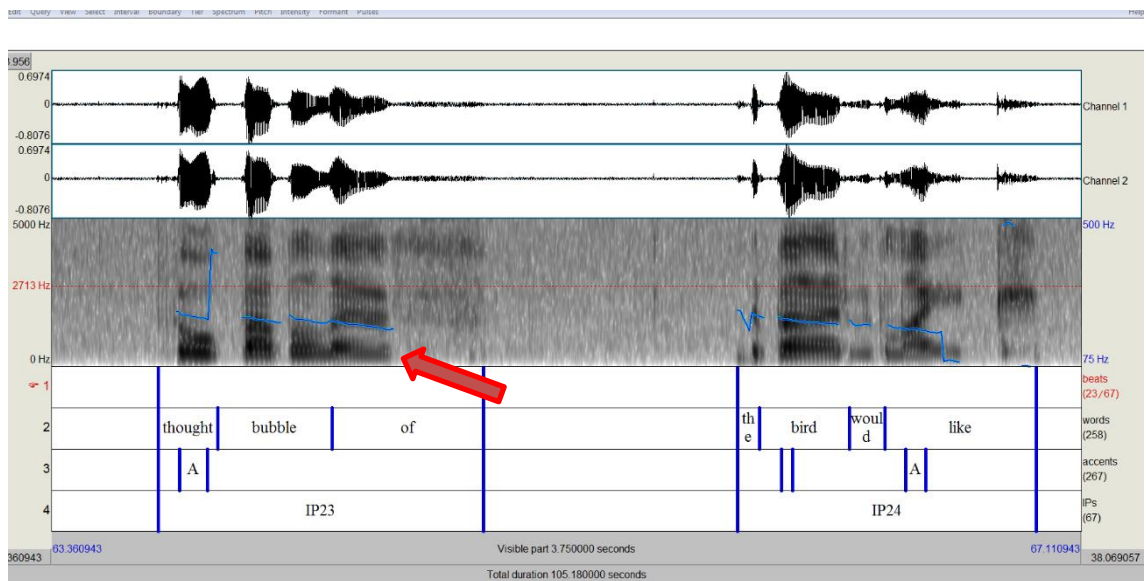 Edit Query View Select Interval Boundary Tier Spectrum Pitch Intensity Formant Pulses Help
956
0.6974
0
-0.8076
Channel 1
0.6974
0
-0.8076
Channel 2
5000 Hz 500 Hz
2713 Hz
0 Hz 75 Hz
1 beats (23/67)
2 thought bubble of th e bird woul d like words (258)
3 A A accents (267)
4 IP23 IP24 IPs (67)
63.360943 Visible part 3.750000 seconds 67.110943
360943 38.069057
Total duration 105.180000 seconds